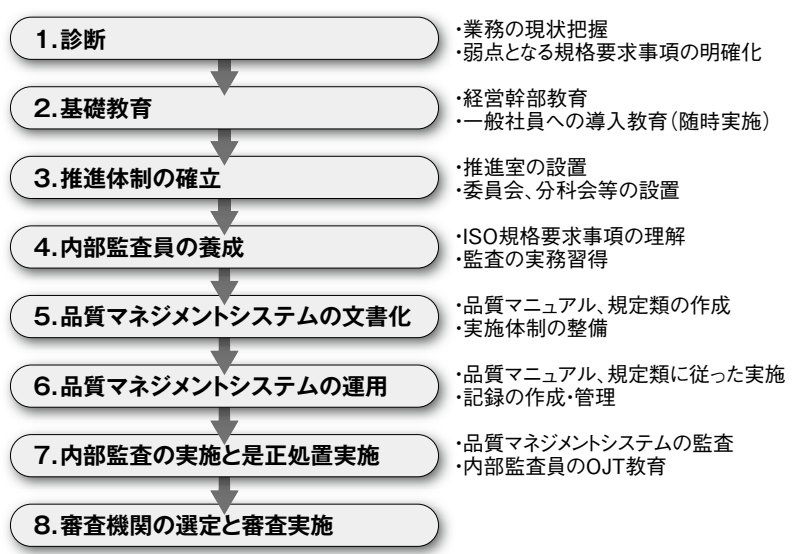 1.診断
・業務の現状把握
・弱点となる規格要求事項の明確化
2.基礎教育
・経営幹部教育
・一般社員への導入教育(随時実施)
3.推進体制の確立
・推進室の設置
・委員会、分科会等の設置
4.内部監査員の養成
・ISO規格要求事項の理解
・監査の実務習得
5.品質マネジメントシステムの文書化
・品質マニュアル、規定類の作成
・実施体制の整備
6.品質マネジメントシステムの運用
・品質マニュアル、規定類に従った実施
・記録の作成・管理
7.内部監査の実施と是正処置実施
・品質マネジメントシステムの監査
・内部監査員のOJT教育
8.審査機関の選定と審査実施